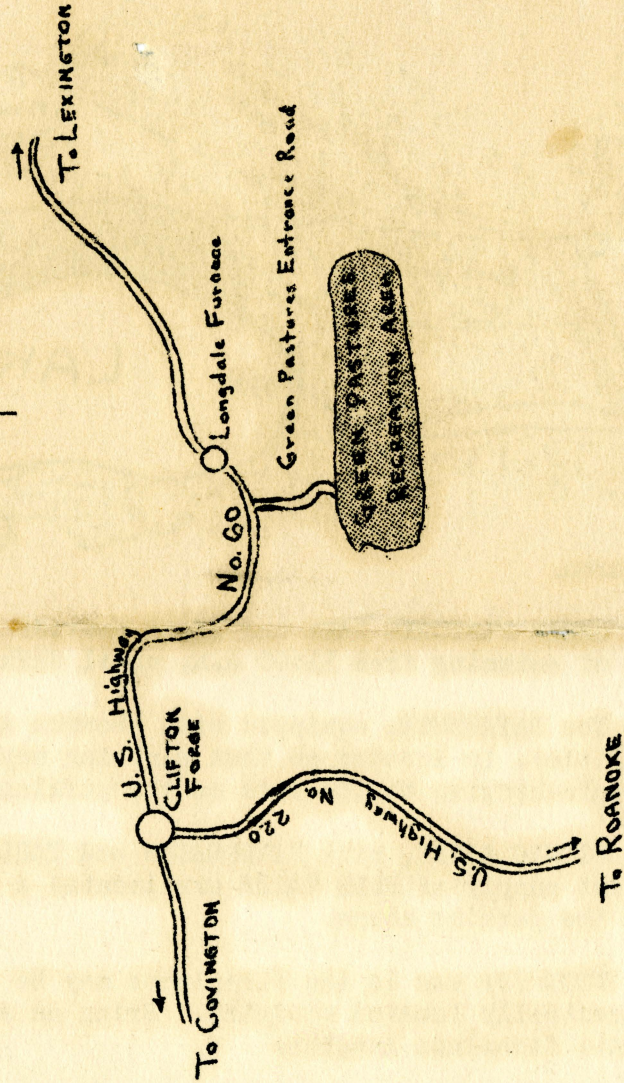 To LEXINGTON
Longdale Furnace
Green Pastures Entrance Road
GREEN PASTURES
RECREATION AREA
U. S. Highway No. 60
CLIFTON
FORGE
To COVINGTON
U.S. Highway No. 220
To ROANOKE